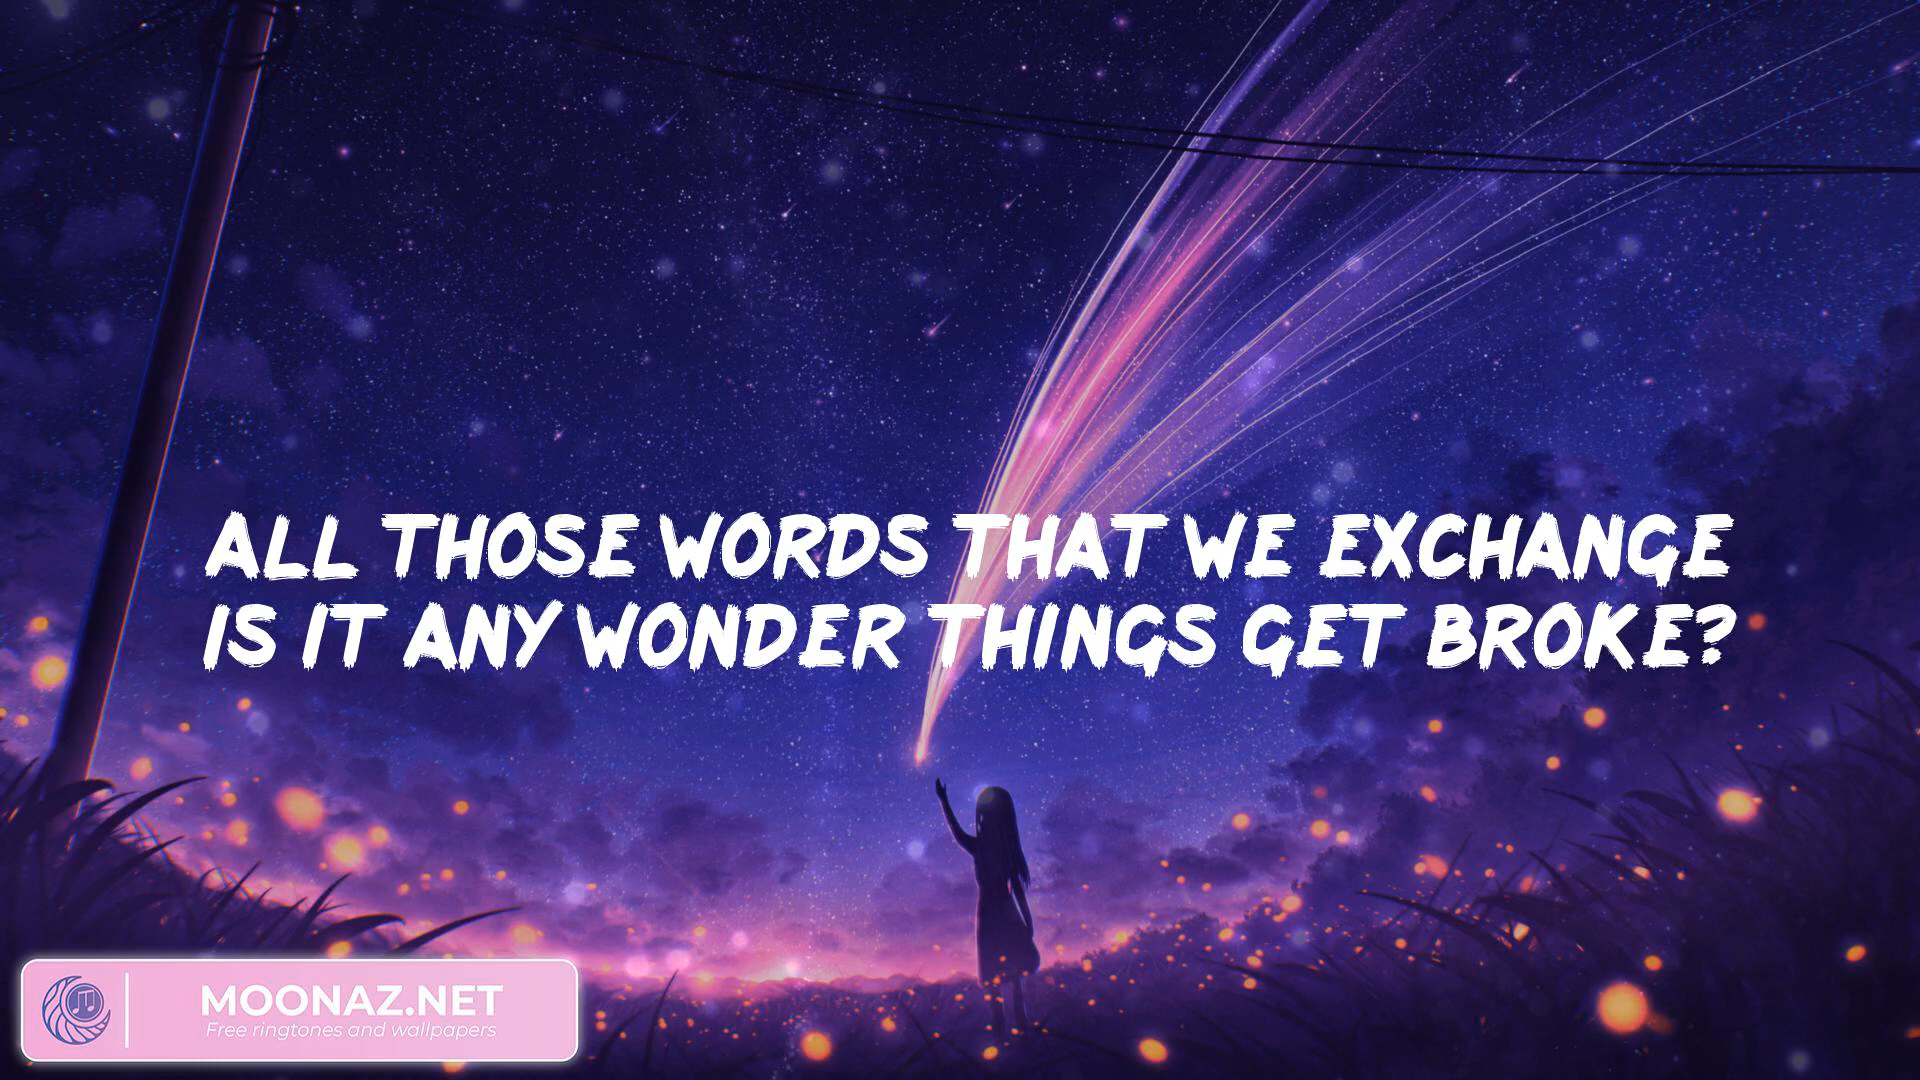 ALL THOSE WORDS THAT WE EXCHANGE
IS IT ANY WONDER THINGS GET BROKE?
MOONAZ.NET
Free ringtones and wallpapers